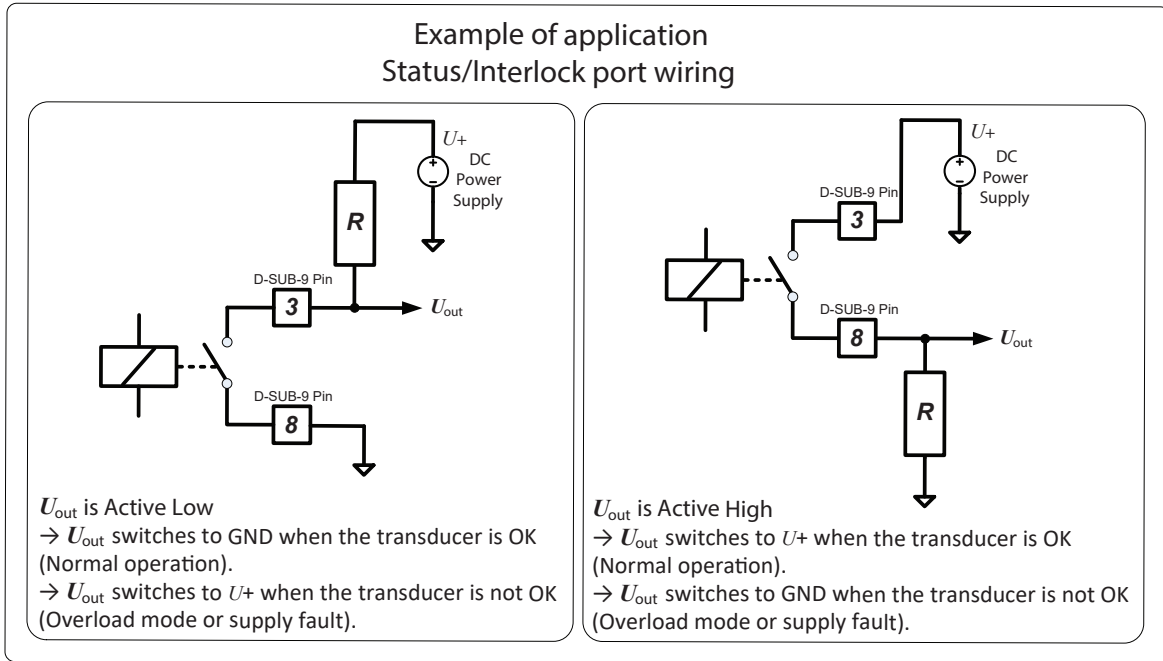 Example of application
Status/Interlock port wiring
U+
DC
Power
Supply
R
D-SUB-9 Pin
3
Uout
D-SUB-9 Pin
8
Uout is Active Low
→ Uout switches to GND when the transducer is OK
(Normal operation).
→ Uout switches to U+ when the transducer is not OK
(Overload mode or supply fault).
U+
DC
Power
Supply
D-SUB-9 Pin
3
D-SUB-9 Pin
8
Uout
R
Uout is Active High
→ Uout switches to U+ when the transducer is OK
(Normal operation).
→ Uout switches to GND when the transducer is not OK
(Overload mode or supply fault).